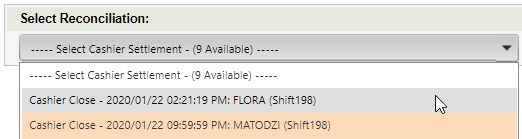 Select Reconciliation:
----- Select Cashier Settlement - (9 Available) -----
----- Select Cashier Settlement - (9 Available) -----
Cashier Close - 2020/01/22 02:21:19 PM: FLORA (Shift198)
Cashier Close - 2020/01/22 09:59:59 PM: MATODZI (Shift198)